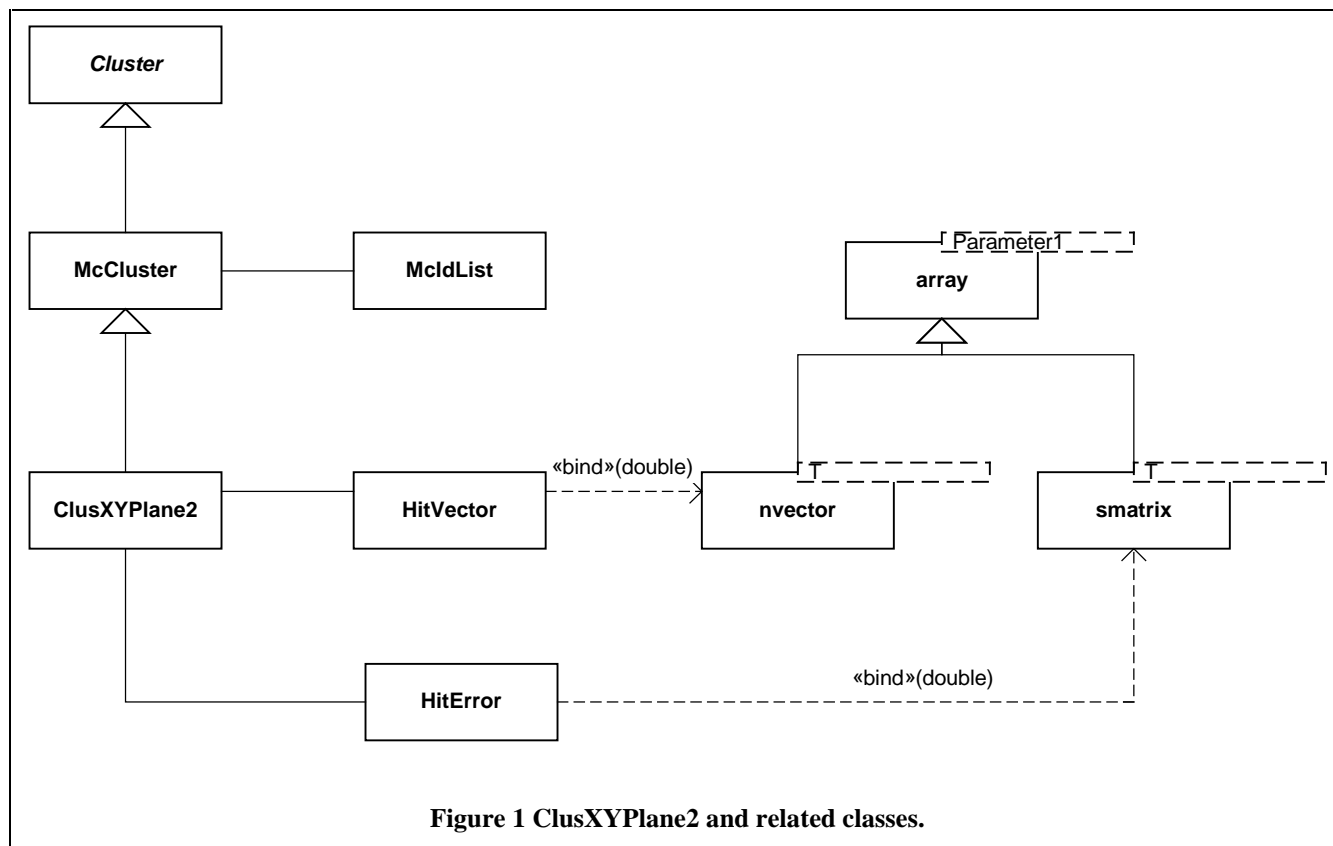 Cluster
McCluster
McIdList
Parameter1
array
«bind»(double)
T
T
ClusXYPlane2
HitVector
nvector
smatrix
«bind»(double)
HitError
Figure 1 ClusXYPlane2 and related classes.